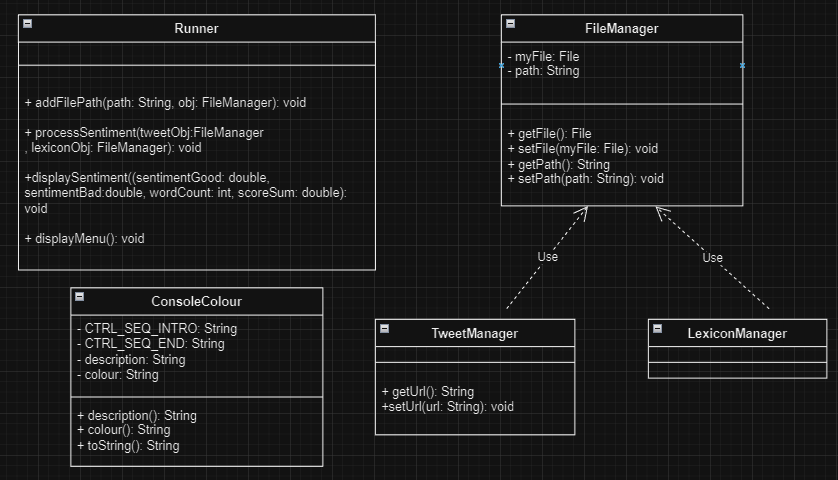 Runner
+ addFilePath(path: String, obj: FileManager): void
+ processSentiment(tweetObj:FileManager
, lexiconObj: FileManager): void
+displaySentiment((sentimentGood: double,
sentimentBad:double, wordCount: int, scoreSum: double):
void
+ displayMenu(): void
FileManager
- myFile: File
- path: String
+ getFile(): File
+ setFile(myFile: File): void
+ getPath(): String
+ setPath(path: String): void
Use
Use
ConsoleColour
- CTRL_SEQ_INTRO: String
- CTRL_SEQ_END: String
- description: String
- colour: String
+ description(): String
+ colour(): String
+ toString(): String
TweetManager
+ getUrl(): String
+setUrl(url: String): void
LexiconManager